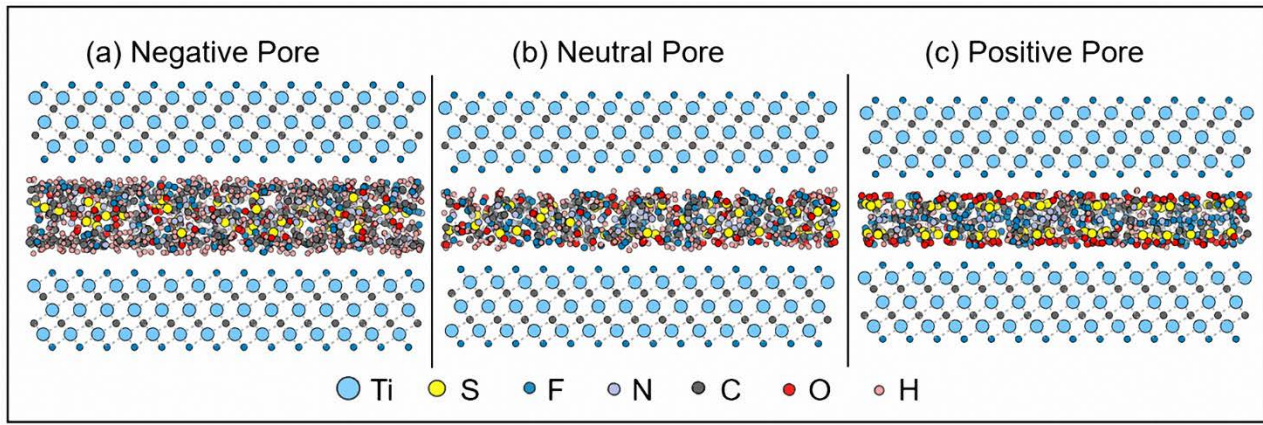 (a) Negative Pore
(b) Neutral Pore
(c) Positive Pore
Ti S F N C O H